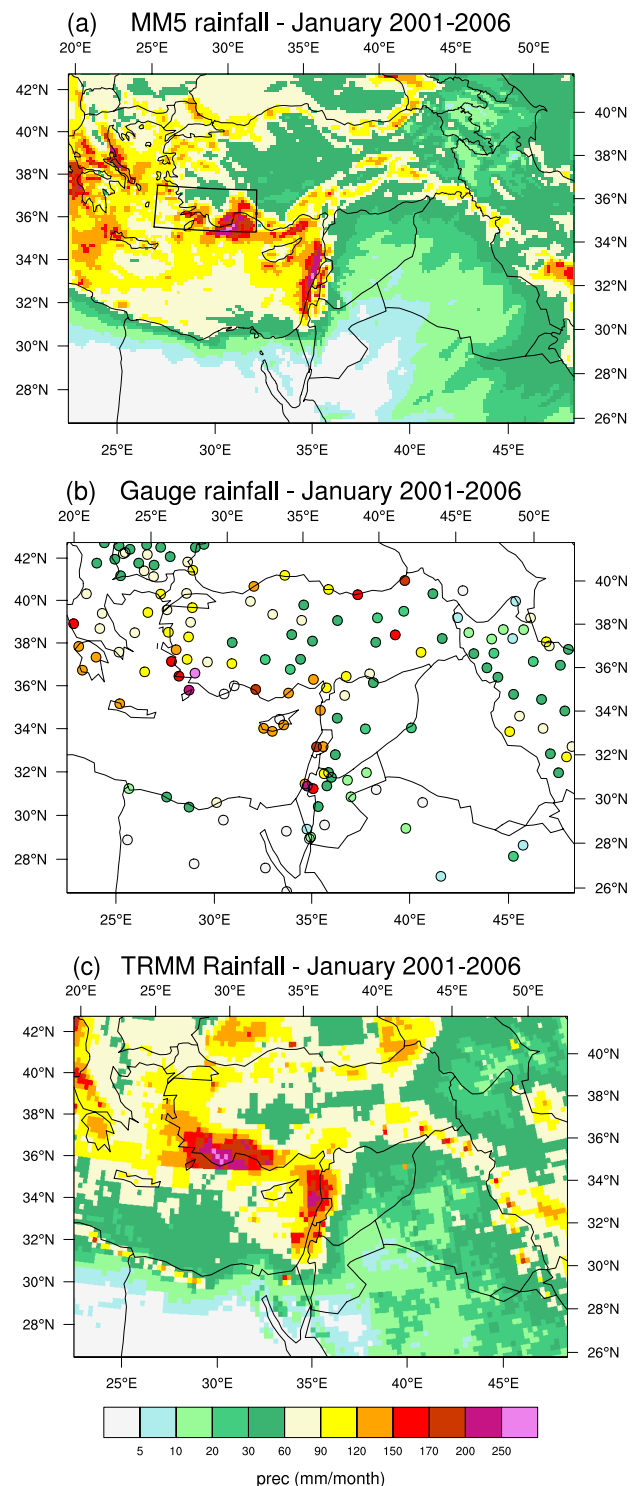 (a) MM5 rainfall - January 2001-2006
20°E 25°E 30°E 35°E 40°E 45°E 50°E
42°N
40°N
38°N
36°N
34°N
32°N
30°N
28°N
40°N
38°N
36°N
34°N
32°N
30°N
28°N
26°N
25°E 30°E 35°E 40°E 45°E
(b) Gauge rainfall - January 2001-2006
20°E 25°E 30°E 35°E 40°E 45°E 50°E
42°N
40°N
38°N
36°N
34°N
32°N
30°N
28°N
40°N
38°N
36°N
34°N
32°N
30°N
28°N
26°N
25°E 30°E 35°E 40°E 45°E
(c) TRMM Rainfall - January 2001-2006
20°E 25°E 30°E 35°E 40°E 45°E 50°E
42°N
40°N
38°N
36°N
34°N
32°N
30°N
28°N
40°N
38°N
36°N
34°N
32°N
30°N
28°N
26°N
25°E 30°E 35°E 40°E 45°E
5 10 20 30 60 90 120 150 170 200 250
prec (mm/month)